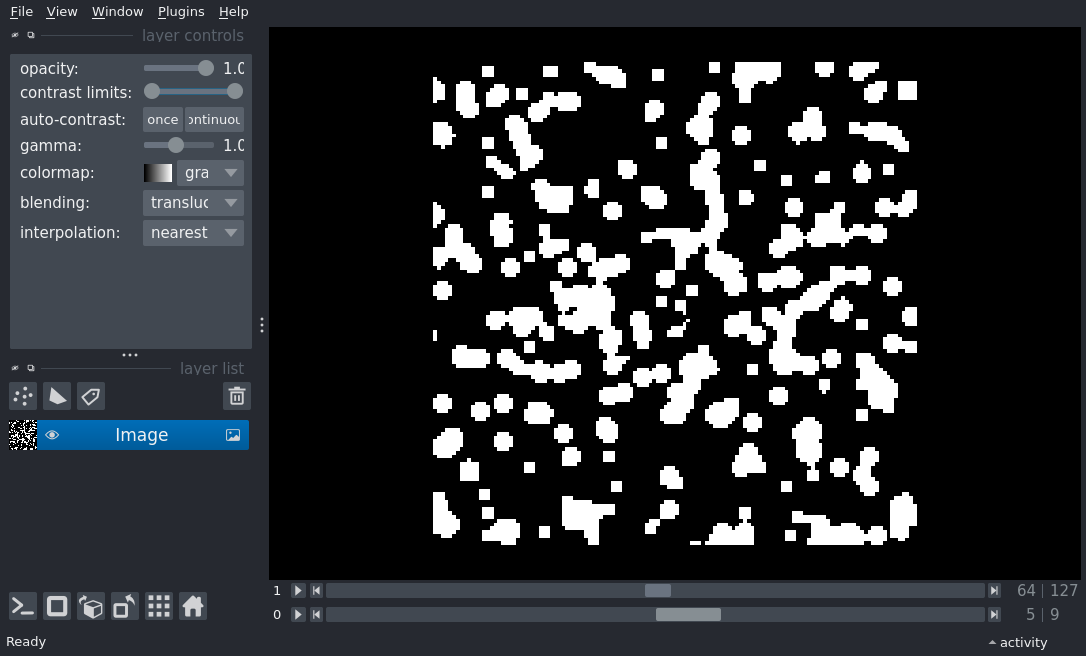 File View Window Plugins Help
layer controls
opacity: 1.0
contrast limits:
auto-contrast: once ontinuou
gamma: 1.0
colormap: gra
blending: transluc
interpolation: nearest
layer list
Image
1 64 127
0 5 9
Ready activity